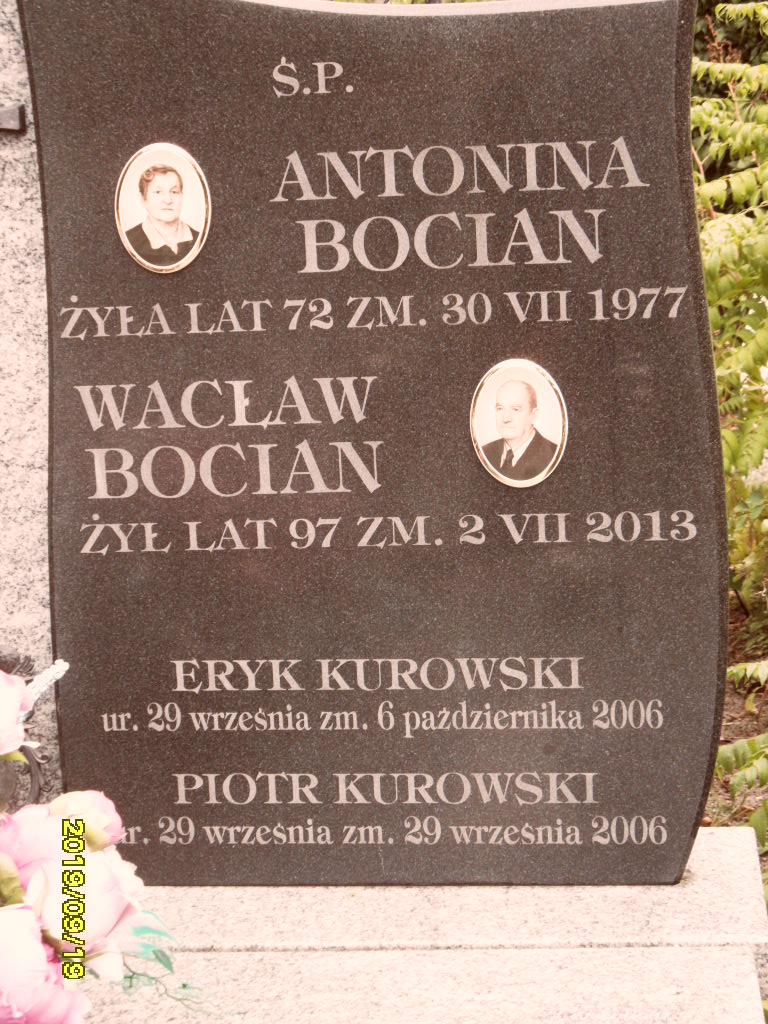 Ś.P.
ANTONINA
BOCIAN
ŻYŁA LAT 72 ZM. 30 VII 1977
WACŁAW
BOCIAN
ŻYŁ LAT 97 ZM. 2 VII 2013
ERYK KUROWSKI
ur. 29 września zm. 6 października 2006
PIOTR KUROWSKI
ur. 29 września zm. 29 września 2006
2019/09/19